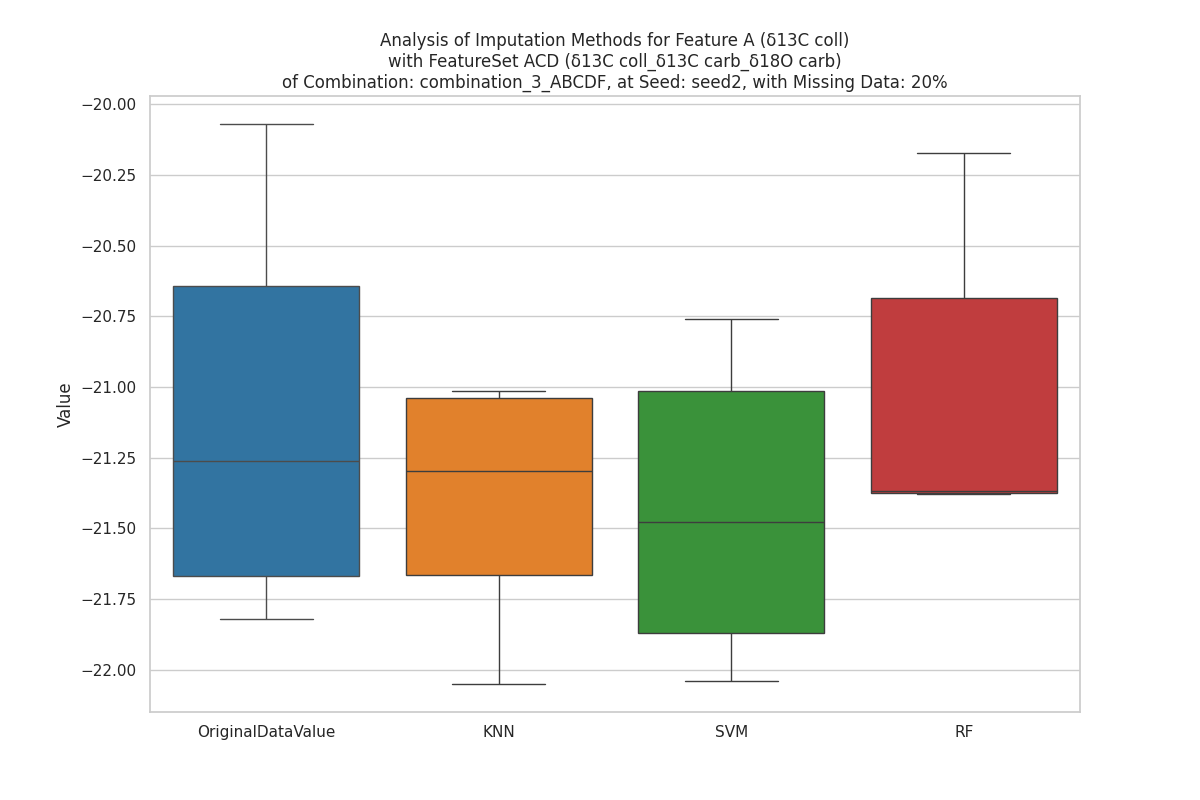 Analysis of Imputation Methods for Feature A (δ13C coll)
with FeatureSet ACD (δ13C coll_δ13C carb_δ18O carb)
of Combination: combination_3_ABCDF, at Seed: seed2, with Missing Data: 20%
−20.00
−20.25
−20.50
−20.75
−21.00
−21.25
−21.50
−21.75
−22.00
Value
OriginalDataValue
KNN
SVM
RF